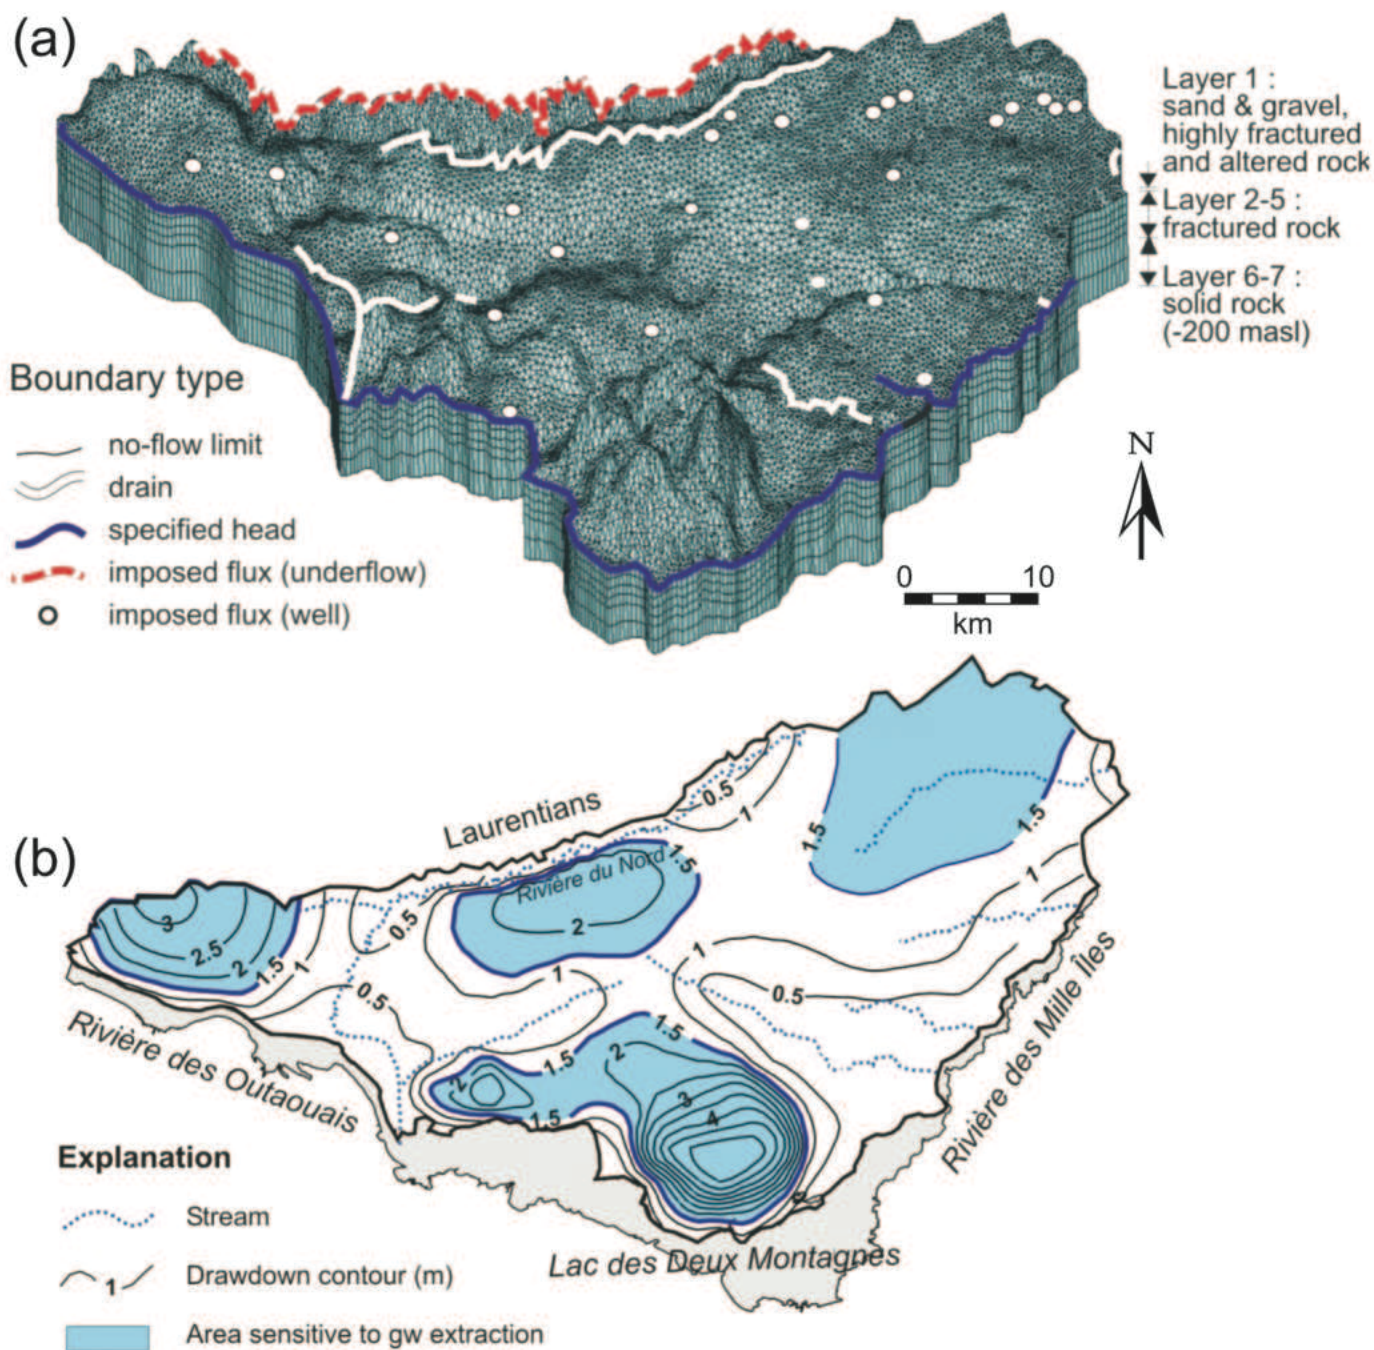 (a)
Layer 1 :
sand & gravel,
highly fractured
and altered rock
Layer 2-5 :
fractured rock
Layer 6-7 :
solid rock
(-200 masl)
Boundary type
no-flow limit
drain
specified head
imposed flux (underflow)
imposed flux (well)
N
0 10
km
(b)
Laurentians
Rivière du Nord
Rivière des Outaouais
Rivière des Mille Îles
Lac des Deux Montagnes
0.5
1
1.5
1.5
1.5
1
3
2.5
2
1.5
1
0.5
2
1
1
0.5
0.5
1.5
1.5
2
2
3
4
1.5
Explanation
Stream
1
Drawdown contour (m)
Area sensitive to gw extraction